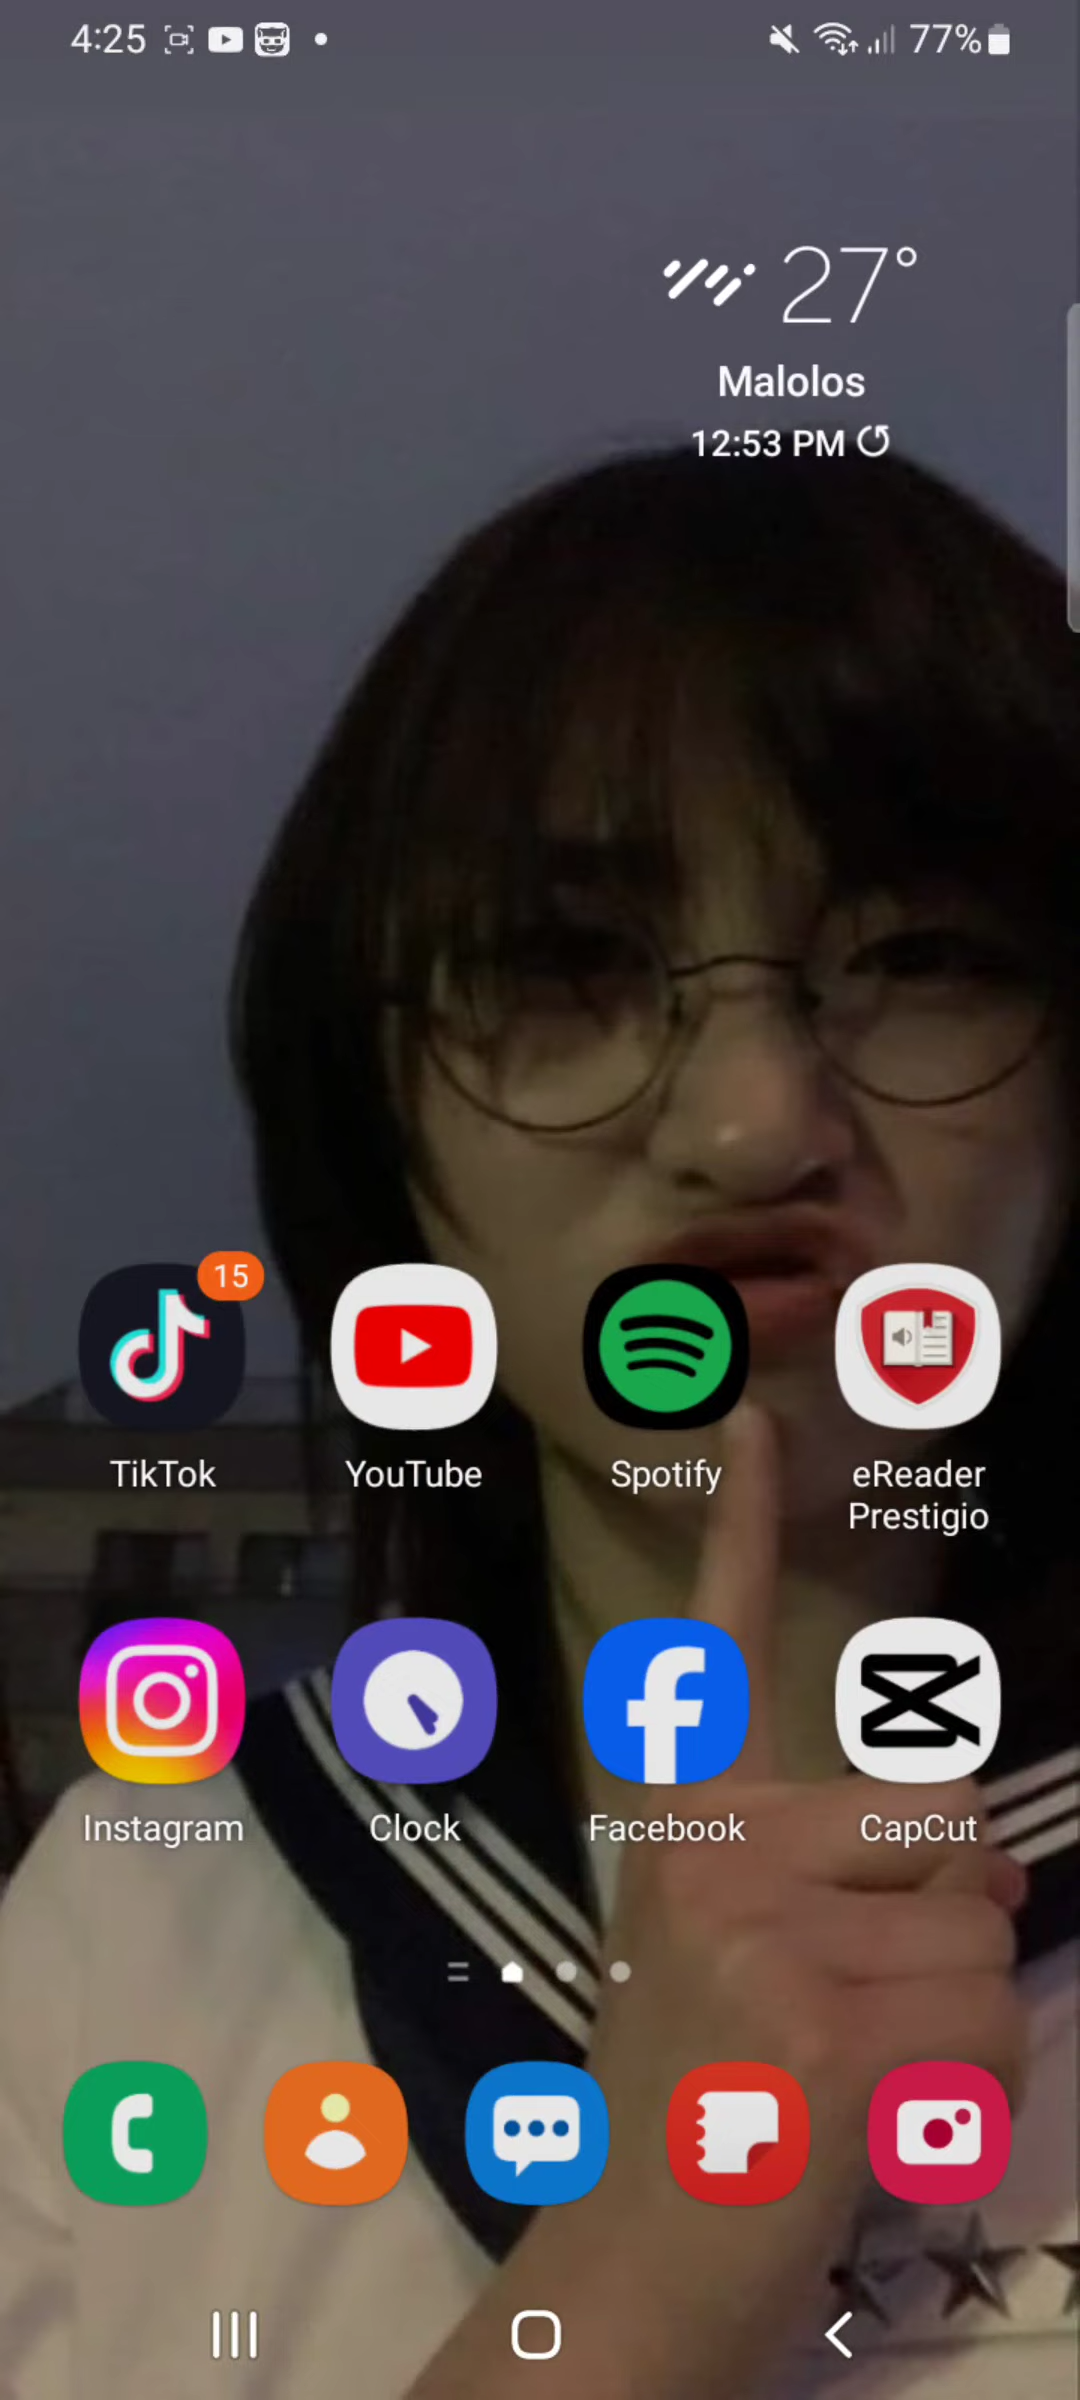 4:25
77%
27°
Malolos
12:53 PM
15
TikTok
YouTube
Spotify
eReader
Prestigio
Instagram
Clock
Facebook
CapCut